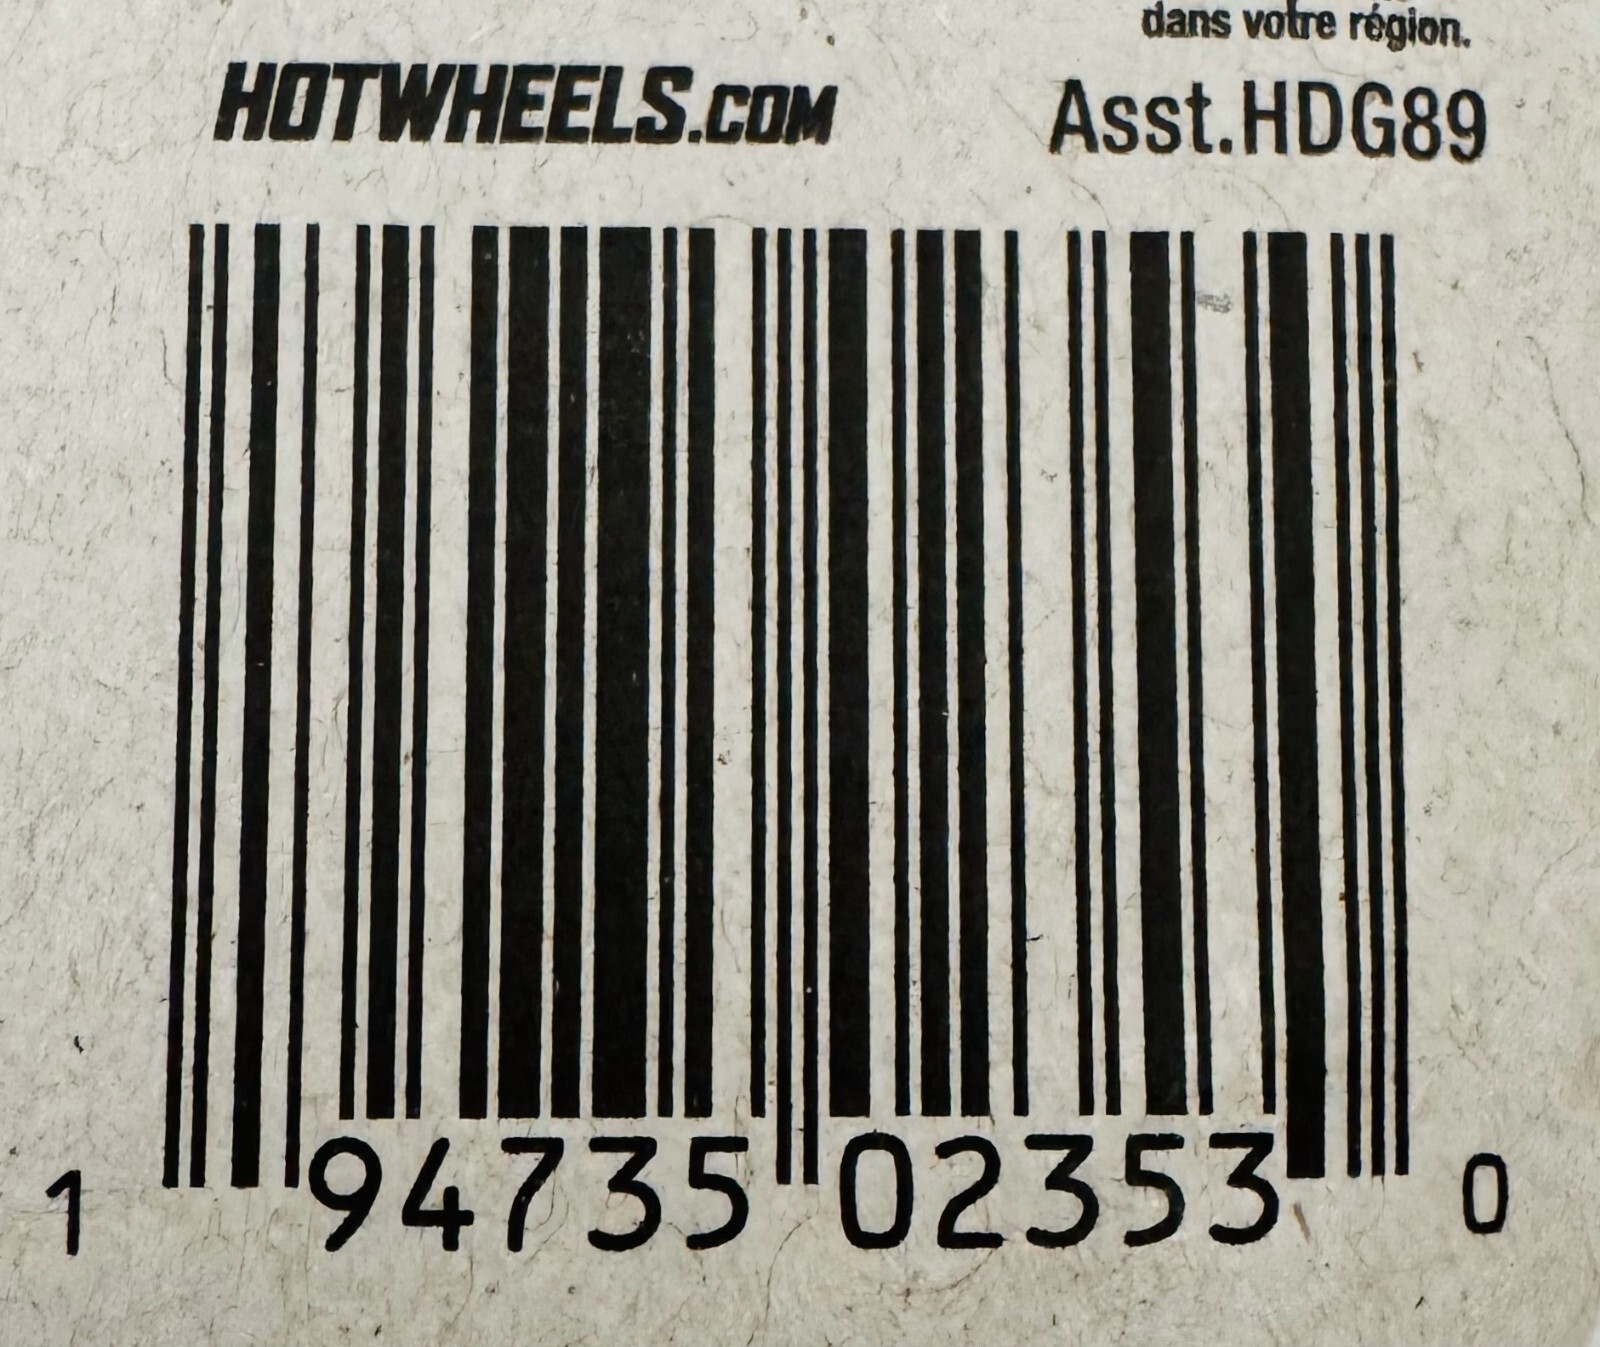 dans votre région.
HOTWHEELS.COM Asst.HDG89
1 94735 02353 0